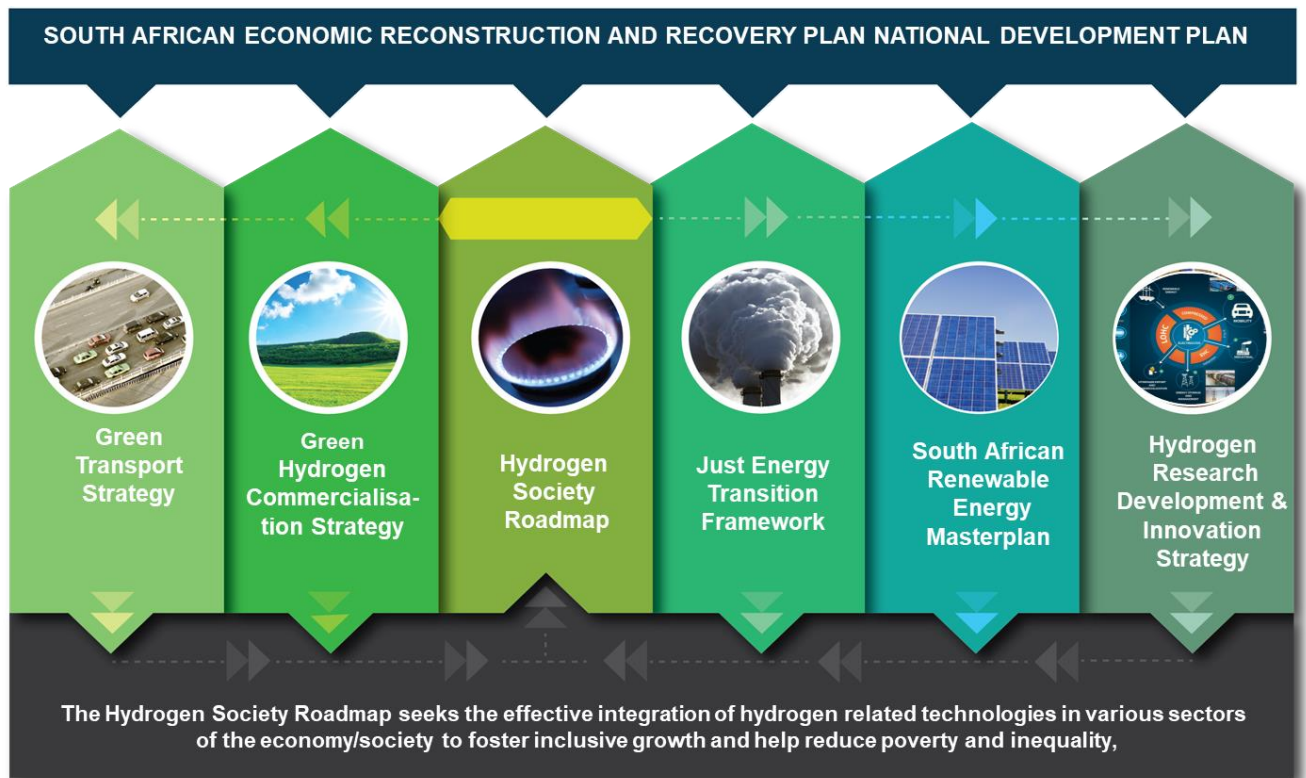 SOUTH AFRICAN ECONOMIC RECONSTRUCTION AND RECOVERY PLAN NATIONAL DEVELOPMENT PLAN
Green
Transport
Strategy
Green
Hydrogen
Commercialisa-
tion Strategy
Hydrogen
Society
Roadmap
Just Energy
Transition
Framework
South African
Renewable
Energy
Masterplan
LOHC
MOBILITY
Hydrogen
Research
Development &
Innovation
Strategy
The Hydrogen Society Roadmap seeks the effective integration of hydrogen related technologies in various sectors
of the economy/society to foster inclusive growth and help reduce poverty and inequality,